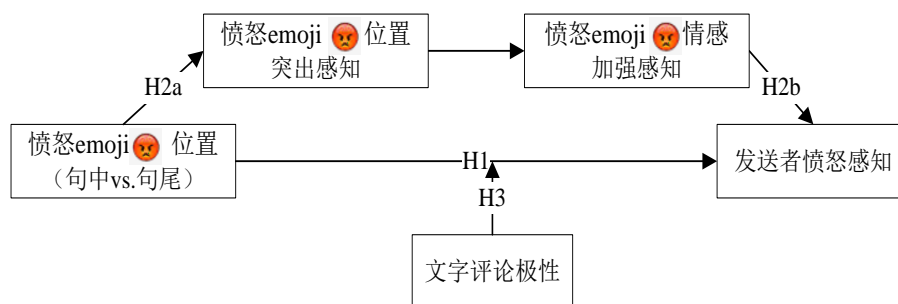 愤怒emoji😡位置
突出感知
愤怒emoji😡情感
加强感知
H2a
H2b
愤怒emoji😡 位置
（句中vs.句尾）
H1
发送者愤怒感知
H3
文字评论极性